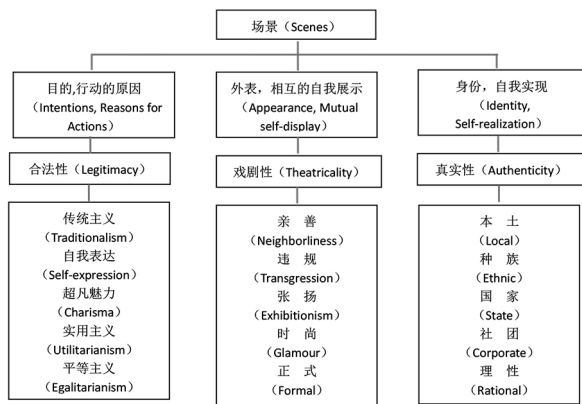 场景（Scenes）
目的,行动的原因
（Intentions, Reasons for
Actions）
外表，相互的自我展示
（Appearance, Mutual
self-display）
身份，自我实现
（Identity,
Self-realization）
合法性（Legitimacy）
戏剧性（Theatricality）
真实性（Authenticity）
传统主义
（Traditionalism）
自我表达
（Self-expression）
超凡魅力
（Charisma）
实用主义
（Utilitarianism）
平等主义
（Egalitarianism）
亲 善
（Neighborliness）
违 规
（Transgression）
张 扬
（Exhibitionism）
时 尚
（Glamour）
正 式
（Formal）
本 土
（Local）
种 族
（Ethnic）
国 家
（State）
社 团
（Corporate）
理 性
（Rational）